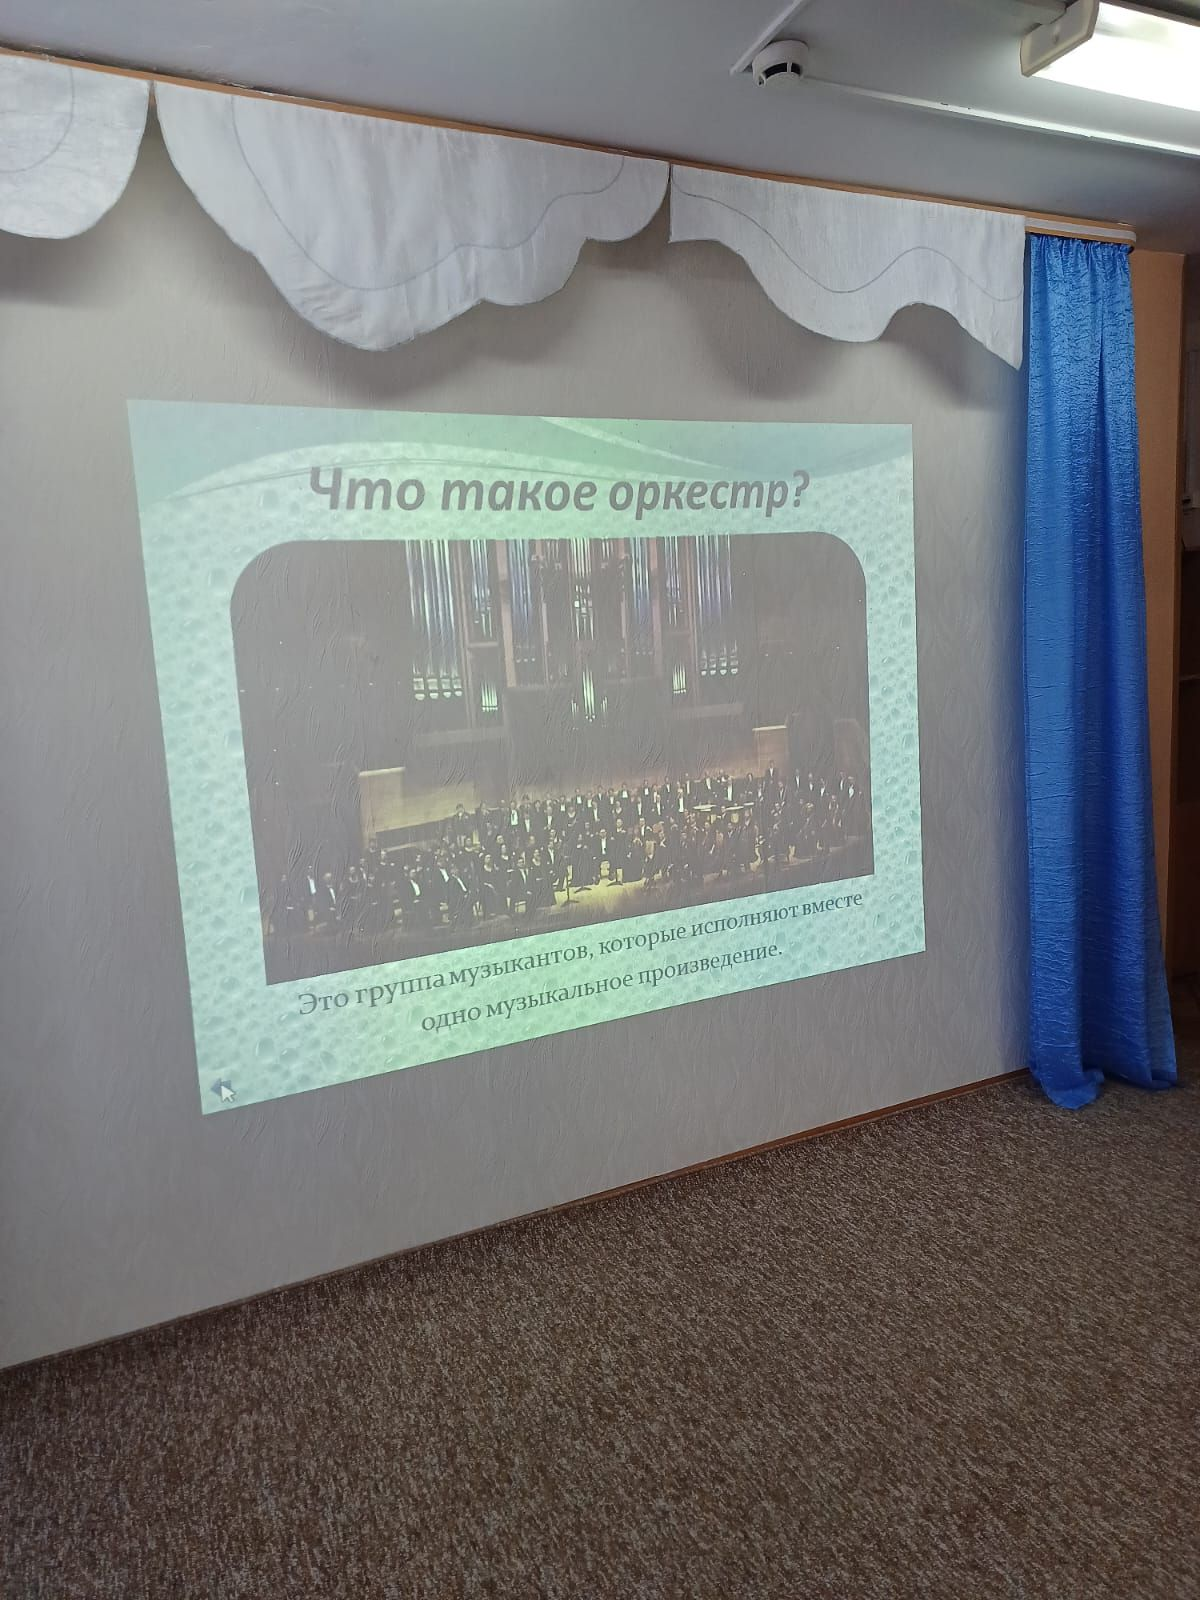 Что такое оркестр?
Это группа музыкантов, которые исполняют вместе
одно музыкальное произведение.